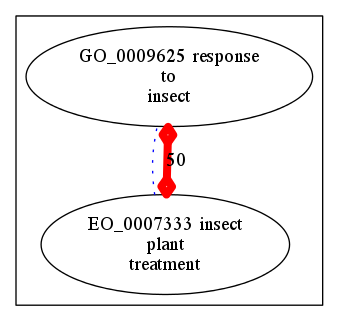 GO_0009625 response
to
insect
50
EO_0007333 insect
plant
treatment